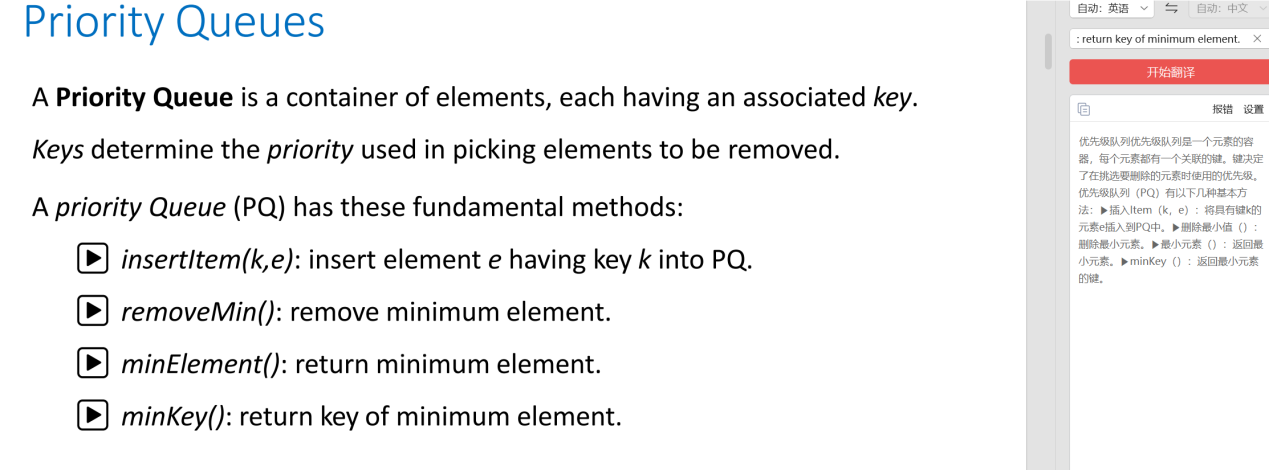 Priority Queues
A Priority Queue is a container of elements, each having an associated key.
Keys determine the priority used in picking elements to be removed.
A priority Queue (PQ) has these fundamental methods:
insertItem(k,e): insert element e having key k into PQ.
removeMin(): remove minimum element.
minElement(): return minimum element.
minKey(): return key of minimum element.
自动：英语
自动：中文
: return key of minimum element.
开始翻译
报错 设置
优先级队列优先级队列是一个元素的容
器，每个元素都有一个关联的键。键决定
了在挑选要删除的元素时使用的优先级。
优先级队列（PQ）有以下几种基本方
法：▶插入Item（k，e）：将具有键k的
元素e插入到PQ中。▶删除最小值（）：
删除最小元素。▶最小元素（）：返回最
小元素。▶minKey（）：返回最小元素
的键。